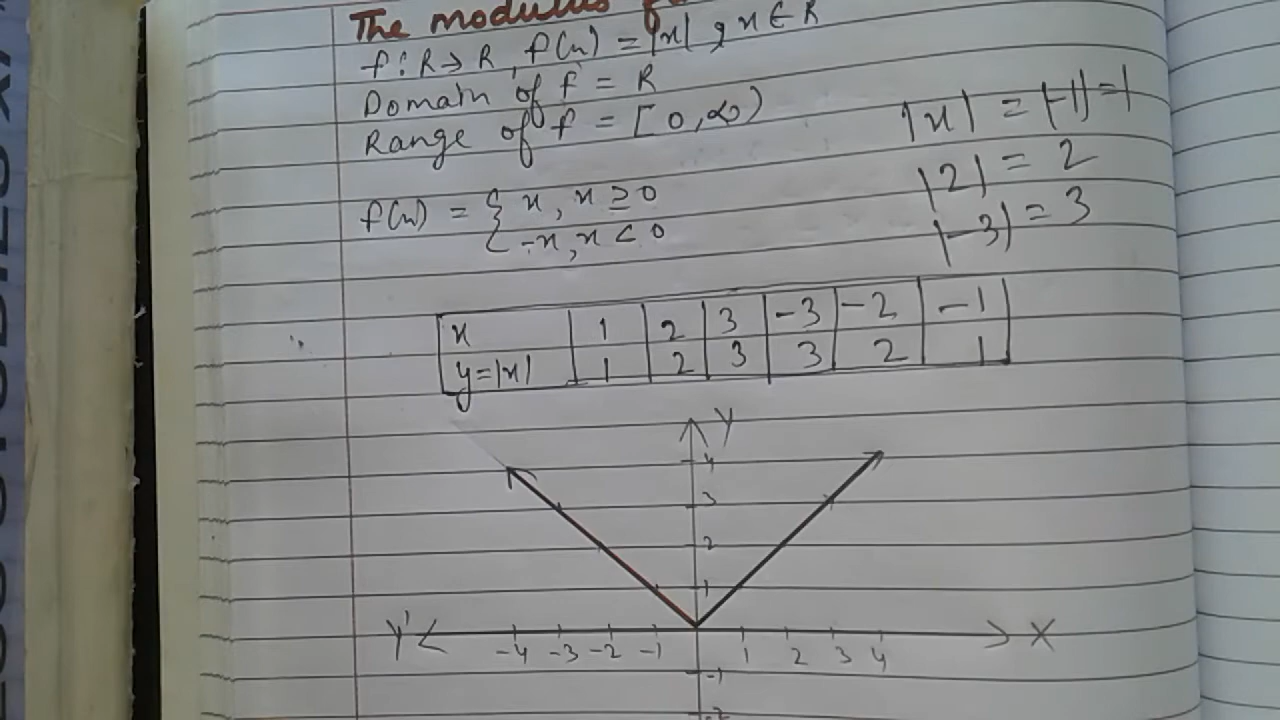 The modulus
f : R → R, f(x) = |x|, x ∈ R
Domain of f = R
Range of f = [0, ∞)
|x| = |-1| = 1
|2| = 2
|-3| = 3
f(x) = { x, x ≥ 0
-x, x < 0
x 1 2 3 -3 -2 -1
y=|x| 1 2 3 3 2 1
Y
4
3
2
1
Y' X
-4 -3 -2 -1 1 2 3 4
-1
-2